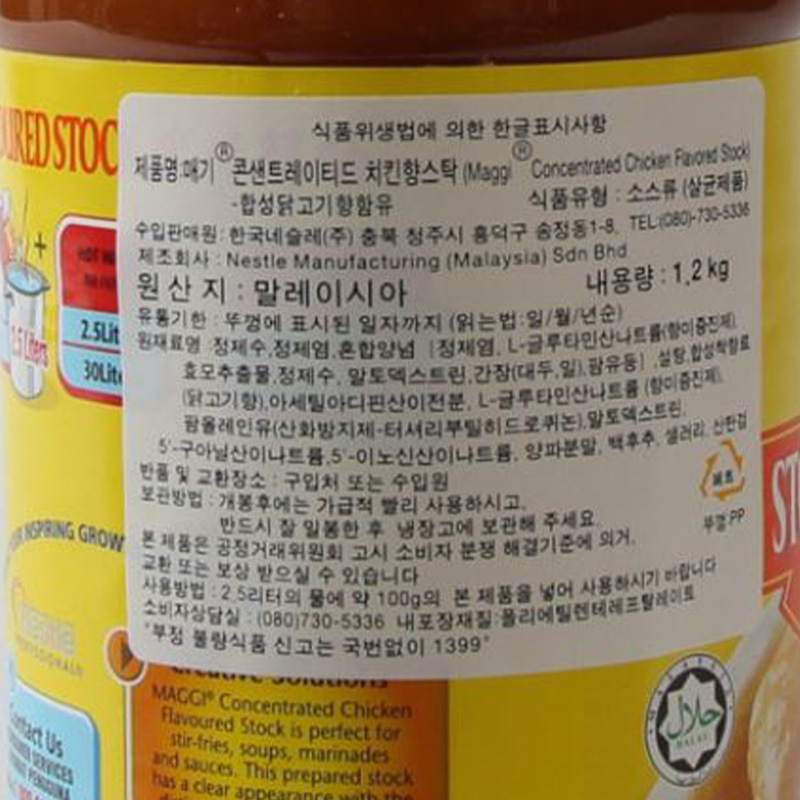 식품위생법에 의한 한글표시사항
제품명:매기® 콘샌트레이티드 치킨향스탁 (Maggi® Concentrated Chicken Flavored Stock)
-합성닭고기향함유 식품유형 : 소스류 (살균제품)
수입판매원 : 한국네슬레(주) 충북 청주시 흥덕구 송정동1-8, TEL:(080)-730-5336
제조회사 : Nestle Manufacturing (Malaysia) Sdn Bhd
원산지 : 말레이시아 내용량 : 1.2 kg
유통기한 : 뚜껑에 표시된 일자까지 (읽는법:일/월/년순)
원재료명 정제수,정제염,혼합양념 [정제염, L-글루타민산나트륨(향미증진제),
효모추출물,정제수, 말토덱스트린,간장(대두,밀),팜유등] ,설탕,합성착향료
(닭고기향),아세틸아디핀산이전분, L-글루타민산나트륨 (향미증진제),
팜올레인유(산화방지제-터셔리부틸히드로퀴논),말토덱스트린,
5'-구아닐산이나트륨,5'-이노신산이나트륨, 양파분말, 백후추, 샐러리, 산탄검
반품 및 교환장소 : 구입처 또는 수입원
보관방법 : 개봉후에는 가급적 빨리 사용하시고,
반드시 잘 밀봉한 후 냉장고에 보관해 주세요.
뚜껑 PP
본 제품은 공정거래위원회 고시 소비자 분쟁 해결기준에 의거,
교환 또는 보상 받으실 수 있습니다
사용방법 : 2.5리터의 물에 약 100g의 본 제품을 넣어 사용하시기 바랍니다
소비자상담실 : (080)730-5336 내포장재질:폴리에틸렌테레프탈레이트
"부정 불량식품 신고는 국번없이 1399"
STOC
+
2.5 Liters
2.5Lit
30Lit
INSPIRING GROW
Contact Us
SERVICES
Creative Solutions
MAGGI® Concentrated Chicken
Flavoured Stock is perfect for
stir-fries, soups, marinades
and sauces. This prepared stock
has a clear appearance with the
ST
حلال
HALAL